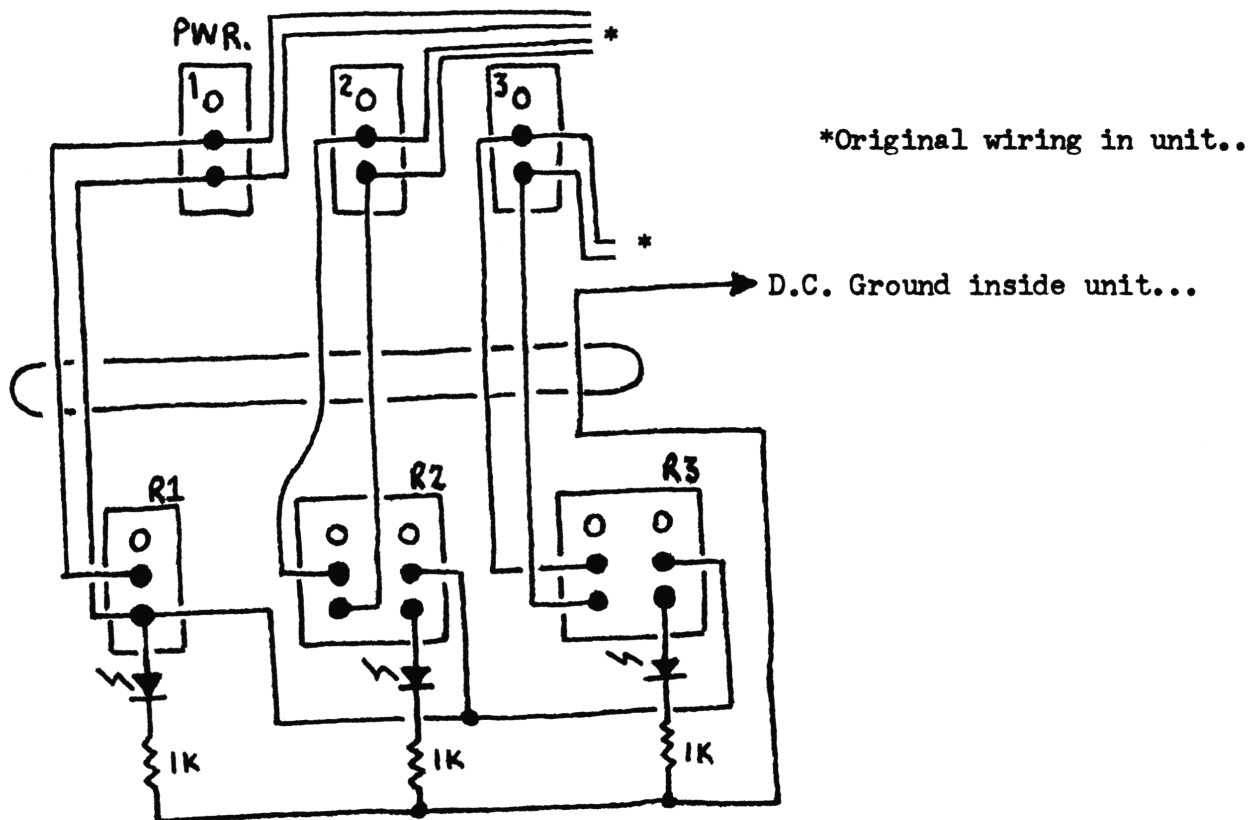 PWR.
*
1
2
3
*Original wiring in unit..
*
D.C. Ground inside unit...
R1
R2
R3
1K
1K
1K